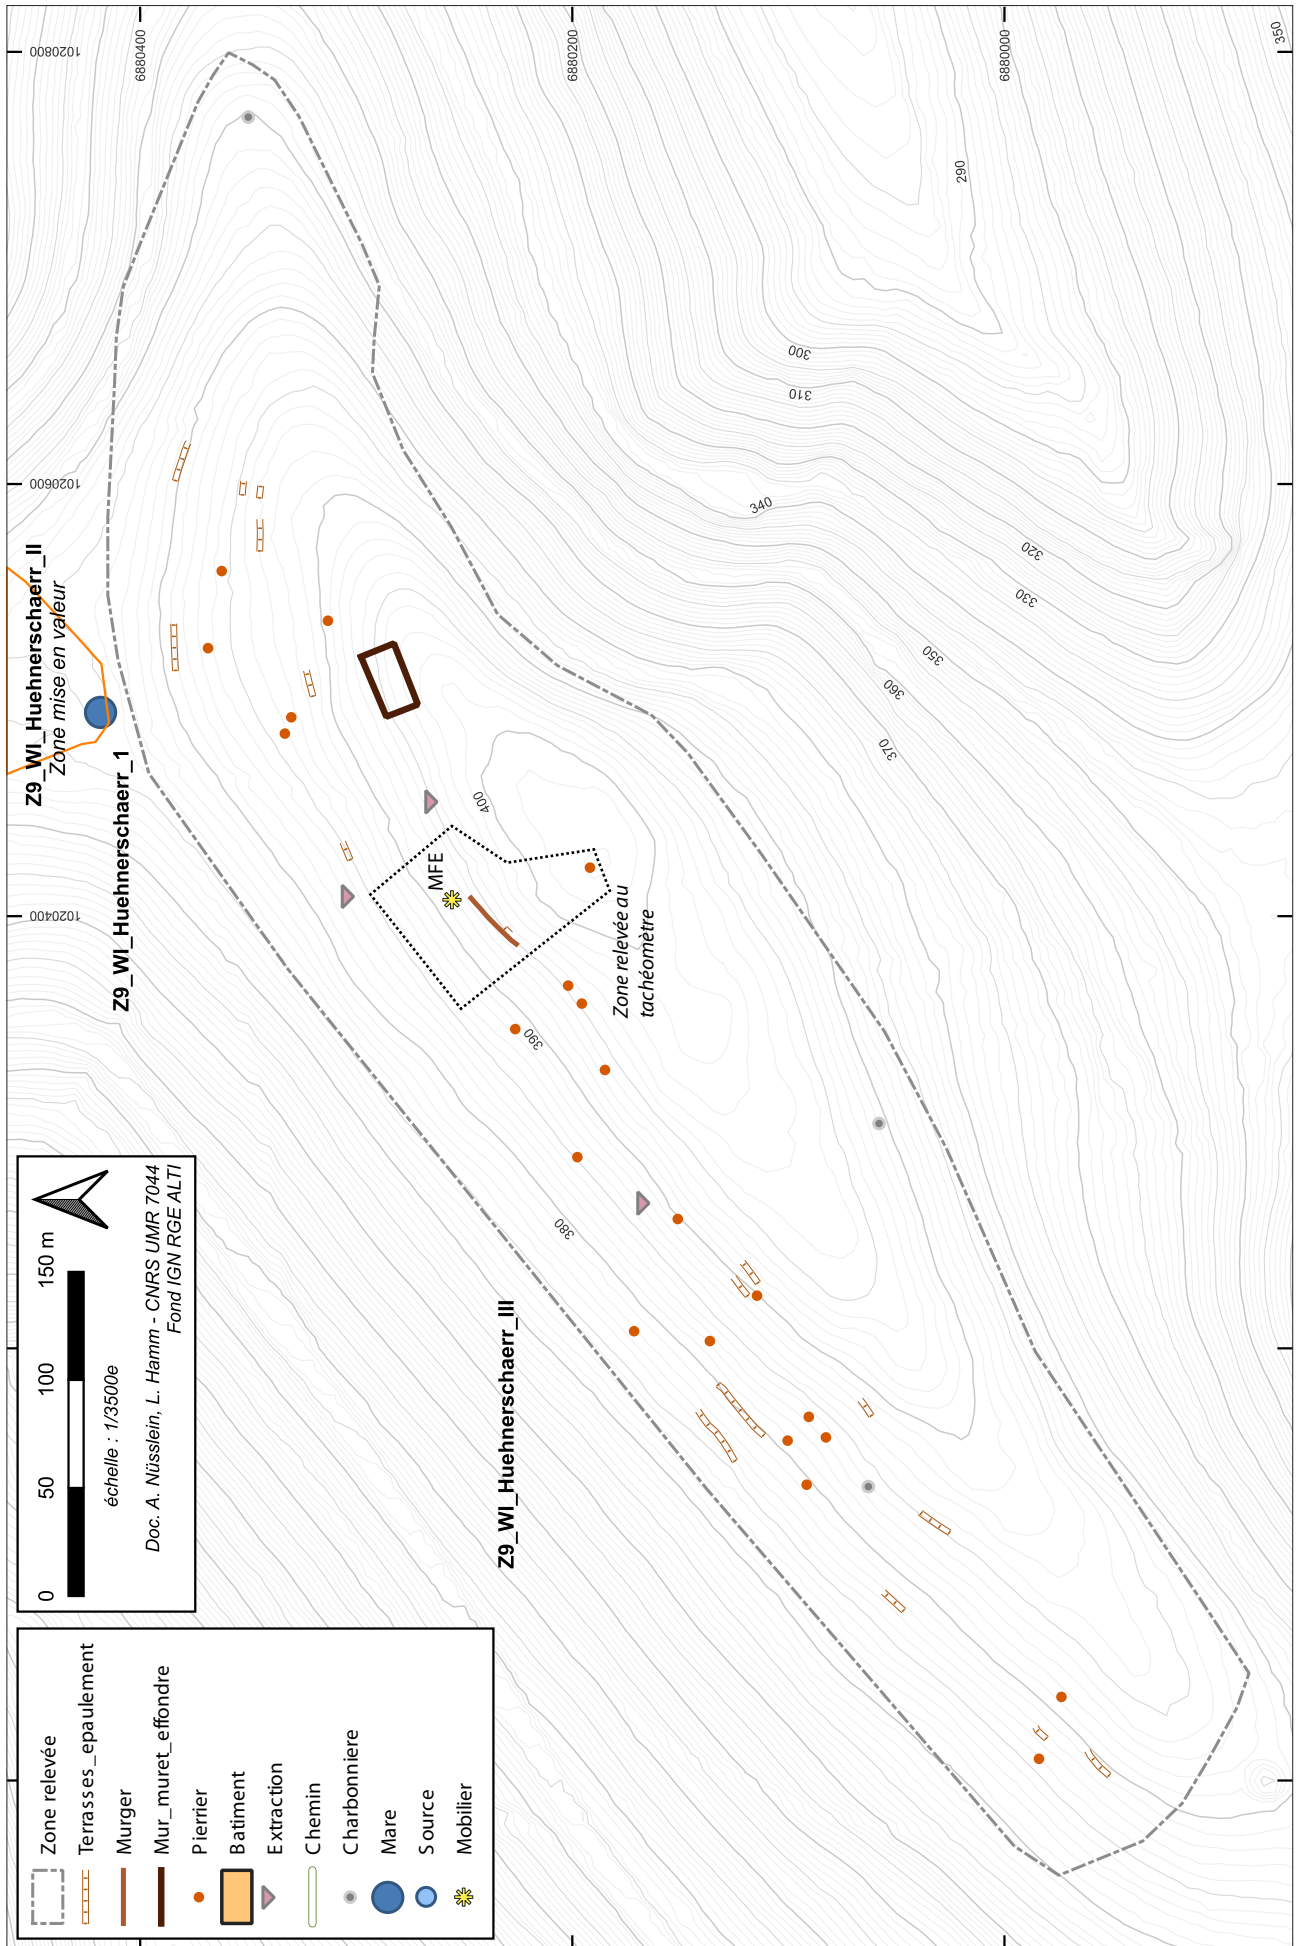 Zone relevée
Terrasses_epaulement
Murger
Mur_muret_effondre
Pierrier
Batiment
Extraction
Chemin
Charbonniere
Mare
Source
Mobilier
0 50 100 150 m
échelle : 1/3500e
Doc. A. Nüsslein, L. Hamm - CNRS UMR 7044
Fond IGN RGE ALTI
Z9_WI_Huehnerschaerr_II
Zone mise en valeur
Z9_WI_Huehnerschaerr_1
Z9_WI_Huehnerschaerr_III
MFE
Zone relevée au
tachéomètre
1020400
1020600
1020800
6880400
6880200
6880000
380
390
400
370
360
350
330
320
340
310
300
290
350